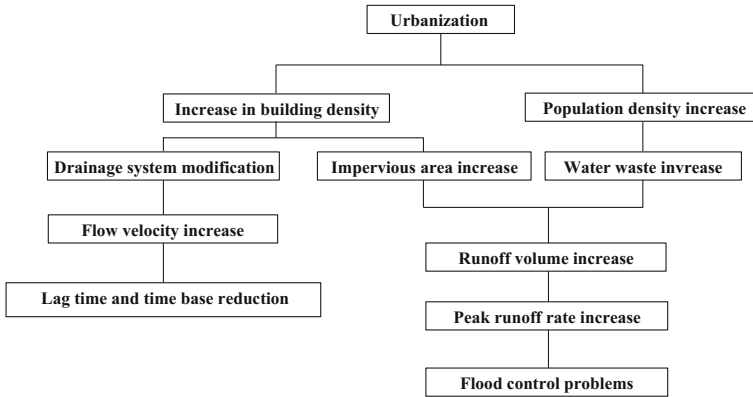 Urbanization
Increase in building density
Population density increase
Drainage system modification
Impervious area increase
Water waste invrease
Flow velocity increase
Runoff volume increase
Lag time and time base reduction
Peak runoff rate increase
Flood control problems